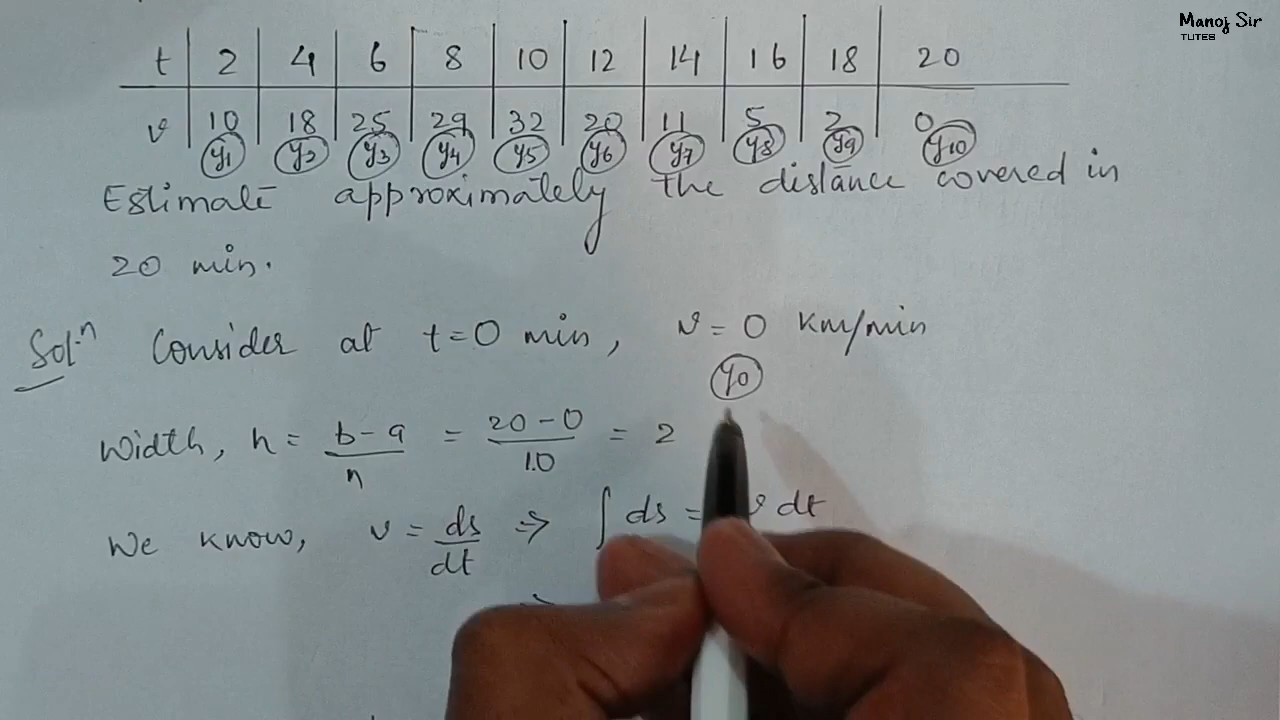 Manoj Sir
TUTES
t 2 4 6 8 10 12 14 16 18 20
v 10 18 25 29 32 20 11 5 2 0
y1 y2 y3 y4 y5 y6 y7 y8 y9 y10
Estimate approximately the distance covered in
20 min.
Sol.n Consider at t=0 min, v = 0 km/min
y0
Width, h = b-a/n = 20-0/10 = 2
We know, v = ds/dt ⇒ ∫ ds = dt